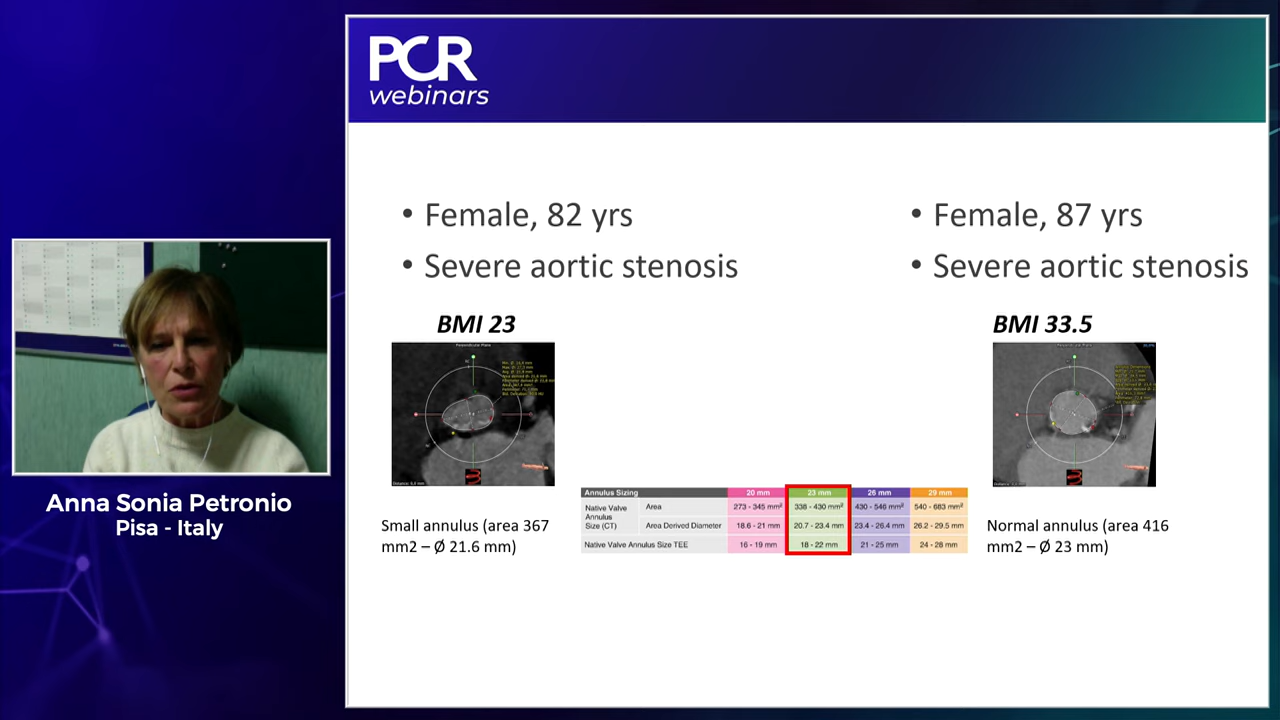 PCR
webinars
• Female, 82 yrs
• Severe aortic stenosis
• Female, 87 yrs
• Severe aortic stenosis
BMI 23
BMI 33.5
Small annulus (area 367
mm2 – Ø 21.6 mm)
Annulus Sizing 20 mm 23 mm 26 mm 29 mm
Native Valve
Annulus
Size (CT)
Area 273 - 345 mm² 338 - 430 mm² 430 - 546 mm² 540 - 683 mm²
Area Derived Diameter 18.6 - 21 mm 20.7 - 23.4 mm 23.4 - 26.4 mm 26.2 - 29.5 mm
Native Valve Annulus Size TEE 16 - 19 mm 18 - 22 mm 21 - 25 mm 24 - 28 mm
Normal annulus (area 416
mm2 – Ø 23 mm)
Anna Sonia Petronio
Pisa - Italy